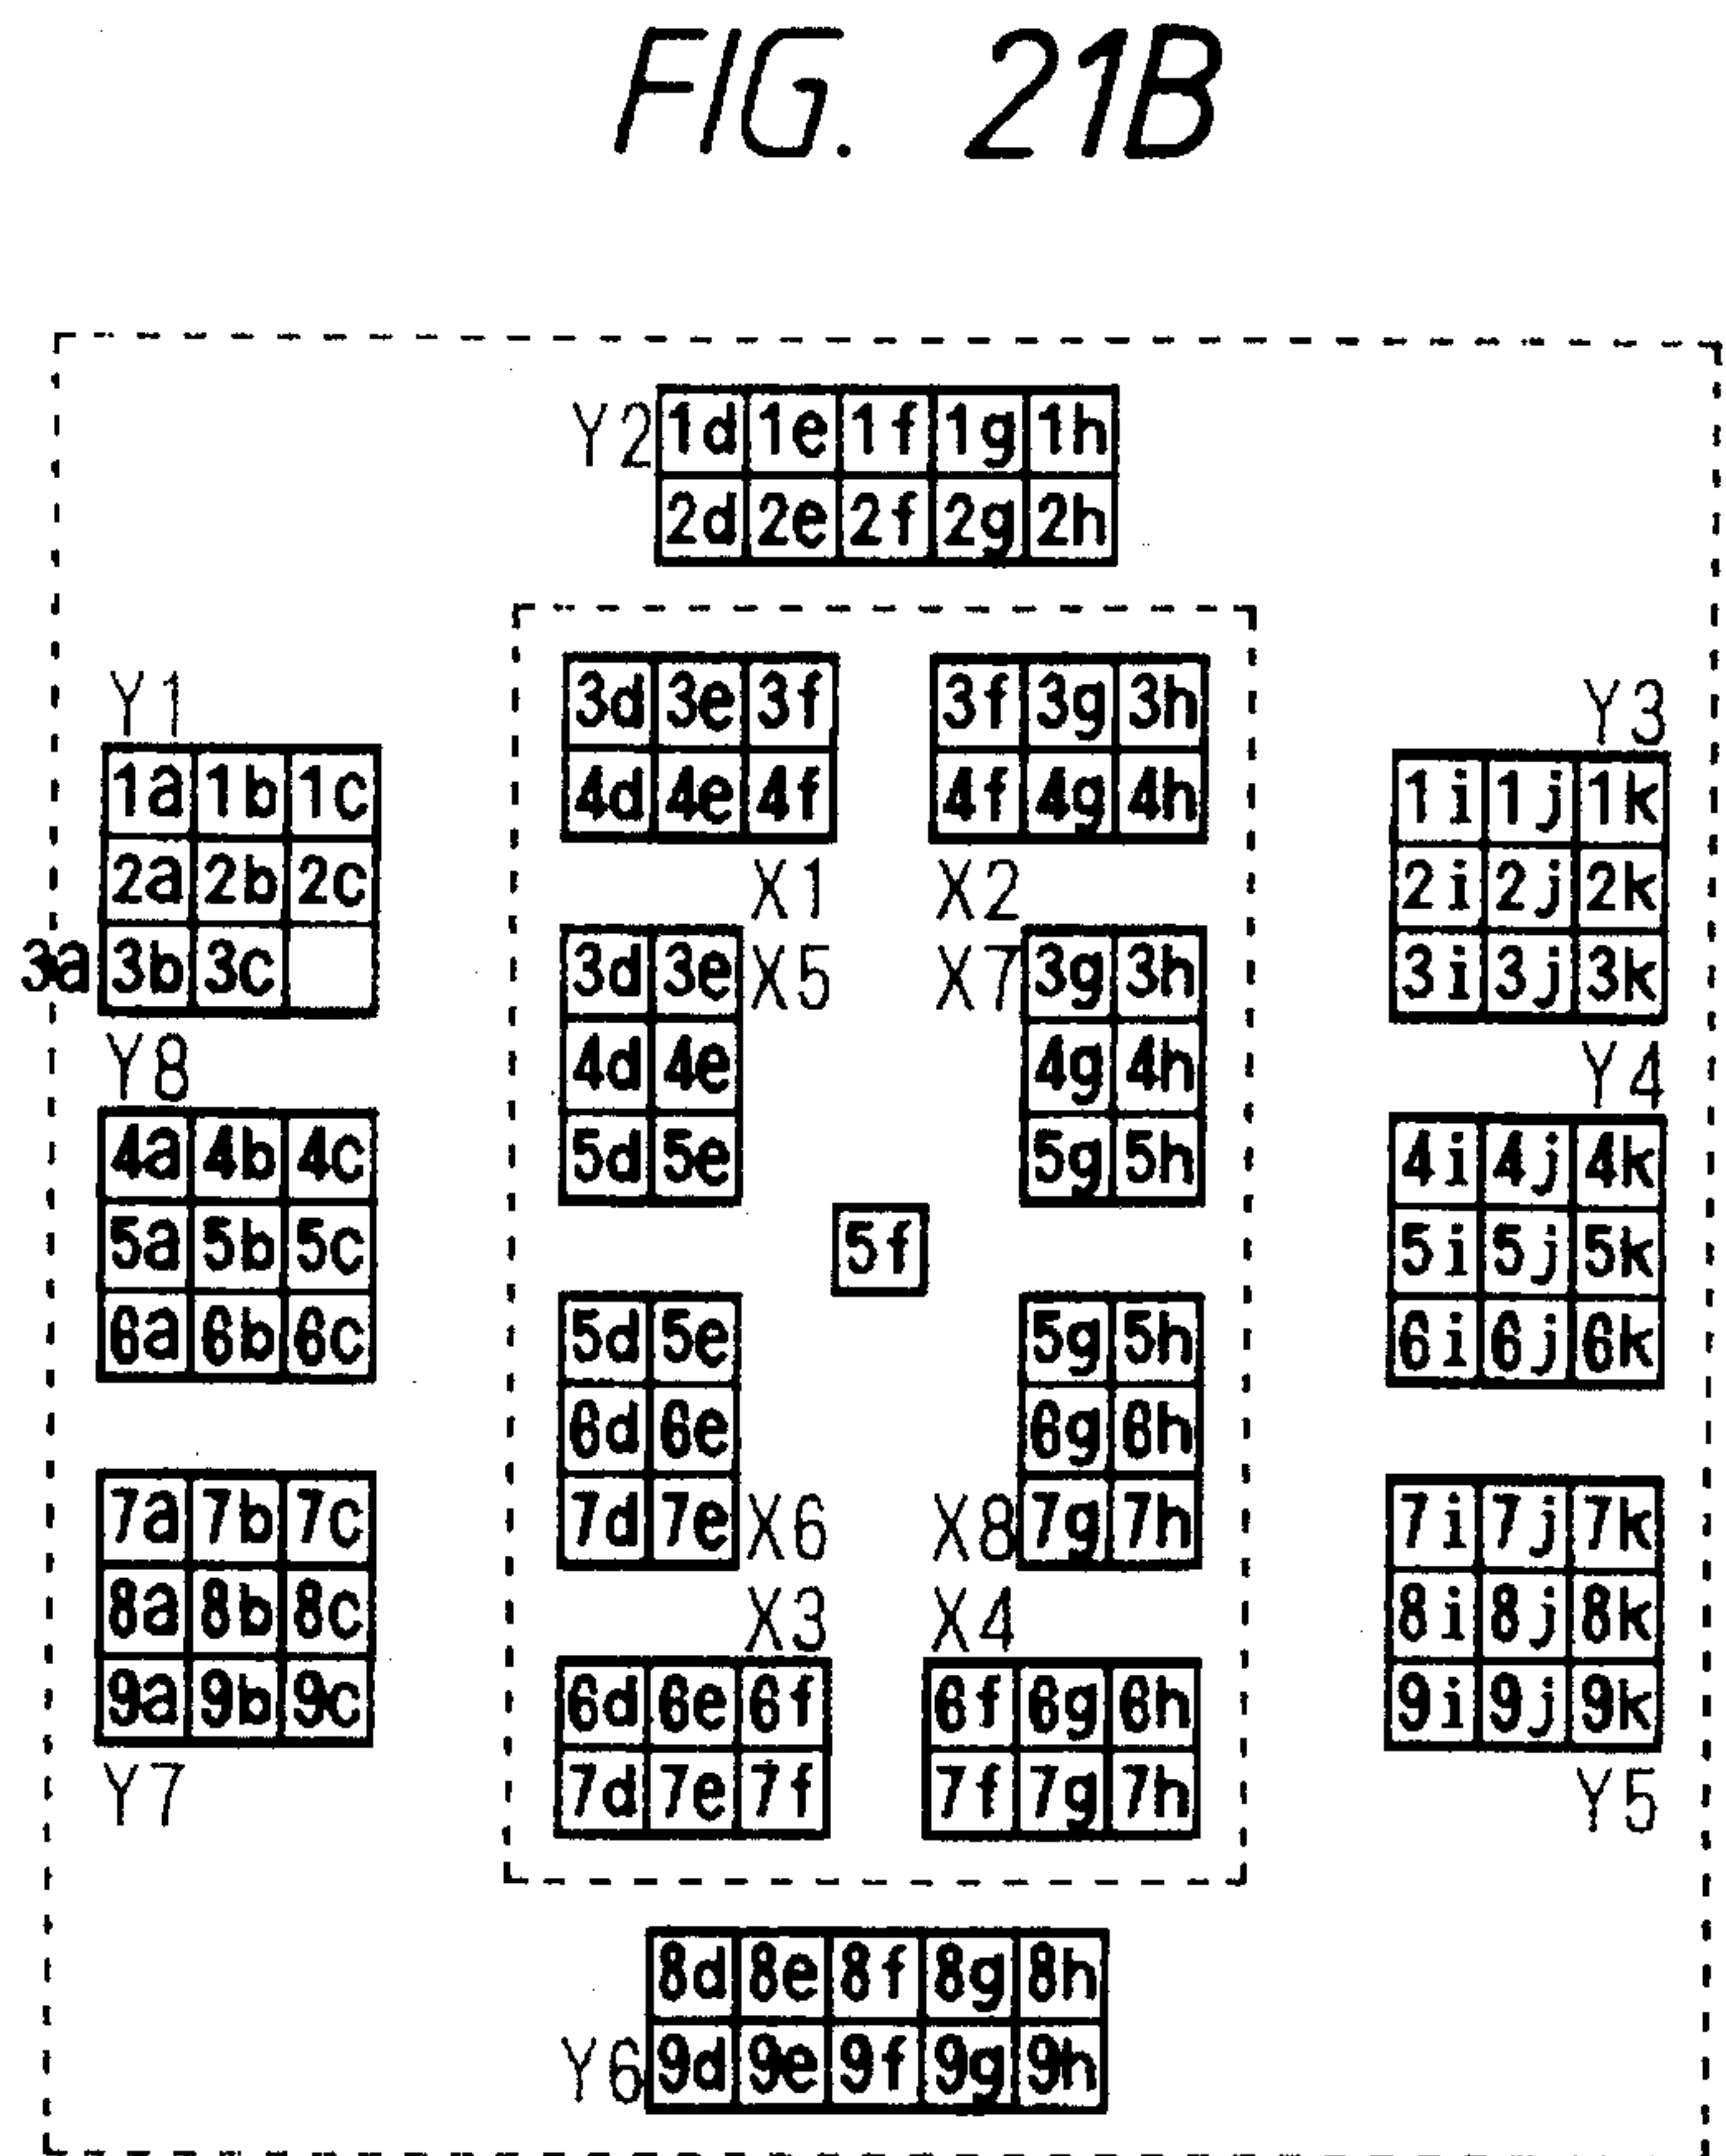 FIG. 21B
Y2 1d 1e 1f 1g 1h
2d 2e 2f 2g 2h
Y1
1a 1b 1c
2a 2b 2c
3a 3b 3c
Y8
4a 4b 4c
5a 5b 5c
6a 6b 6c
7a 7b 7c
8a 8b 8c
9a 9b 9c
Y7
3d 3e 3f
4d 4e 4f
X1
3f 3g 3h
4f 4g 4h
X2
3d 3e X5
4d 4e
5d 5e
X7 3g 3h
4g 4h
5g 5h
5f
5d 5e
6d 6e
7d 7e X6
5g 5h
6g 6h
X8 7g 7h
X3
6d 6e 6f
7d 7e 7f
X4
6f 6g 6h
7f 7g 7h
Y3
1i 1j 1k
2i 2j 2k
3i 3j 3k
Y4
4i 4j 4k
5i 5j 5k
6i 6j 6k
7i 7j 7k
8i 8j 8k
9i 9j 9k
Y5
8d 8e 8f 8g 8h
Y6 9d 9e 9f 9g 9h